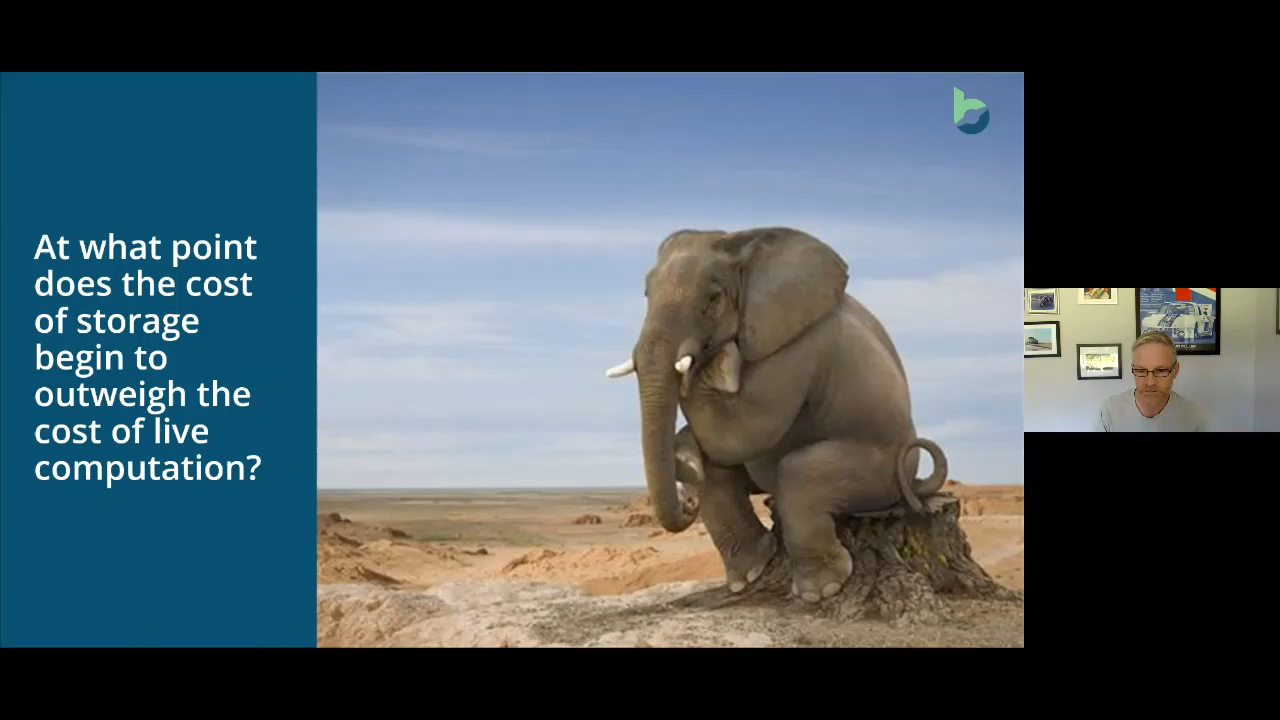 At what point
does the cost
of storage
begin to
outweigh the
cost of live
computation?